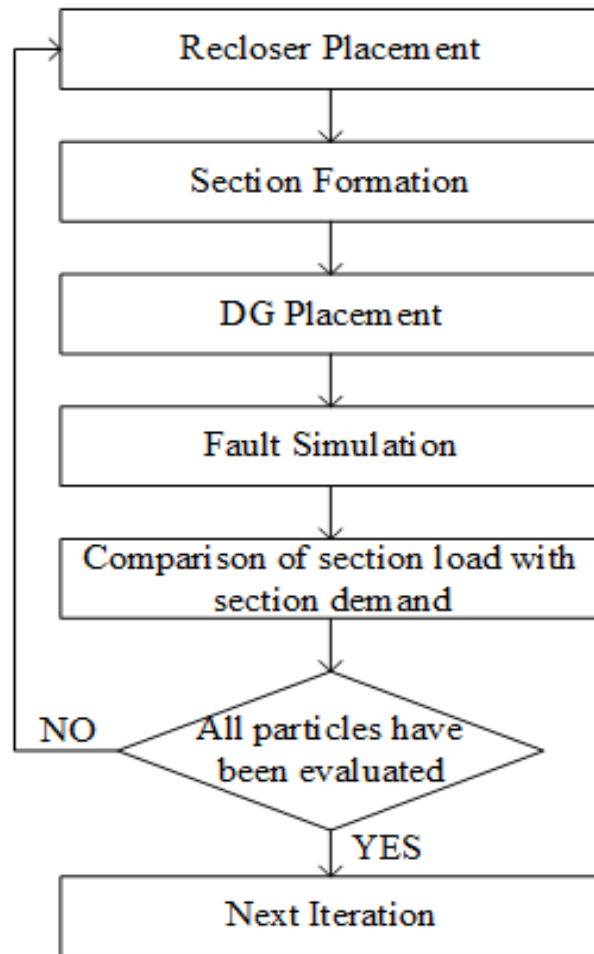 Recloser Placement
Section Formation
DG Placement
Fault Simulation
Comparison of section load with
section demand
All particles have
been evaluated
NO
YES
Next Iteration